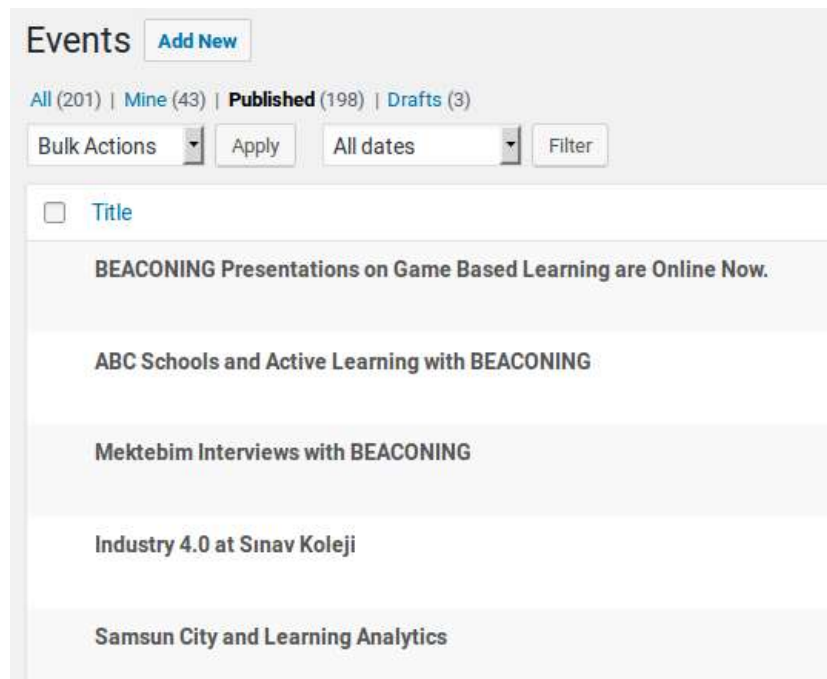 Events Add New
All (201) | Mine (43) | Published (198) | Drafts (3)
Bulk Actions Apply All dates Filter
Title
BEACONING Presentations on Game Based Learning are Online Now.
ABC Schools and Active Learning with BEACONING
Mektebim Interviews with BEACONING
Industry 4.0 at Sınav Koleji
Samsun City and Learning Analytics